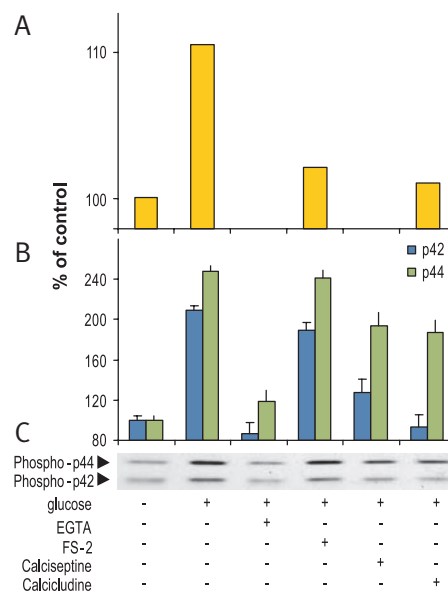 A
110
100
% of control
B
p42
p44
240
200
160
120
80
C
Phospho-p44
Phospho-p42
glucose - + + + + +
EGTA - - + - - -
FS-2 - - - + - -
Calciseptine - - - - + -
Calcicludine - - - - - +